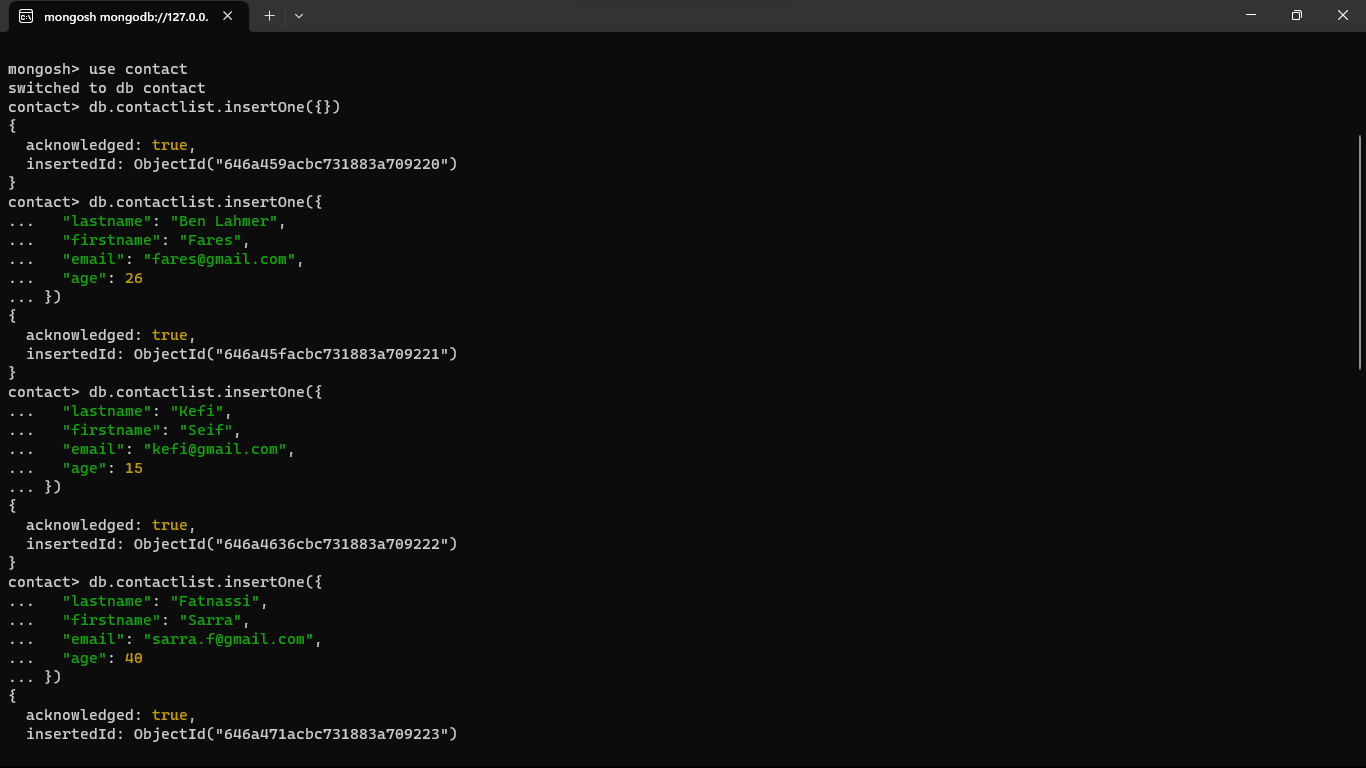 mongosh mongodb://127.0.0.
mongosh> use contact
switched to db contact
contact> db.contactlist.insertOne({})
{
  acknowledged: true,
  insertedId: ObjectId("646a459acbc731883a709220")
}
contact> db.contactlist.insertOne({
...   "lastname": "Ben Lahmer",
...   "firstname": "Fares",
...   "email": "fares@gmail.com",
...   "age": 26
... })
{
  acknowledged: true,
  insertedId: ObjectId("646a45facbc731883a709221")
}
contact> db.contactlist.insertOne({
...   "lastname": "Kefi",
...   "firstname": "Seif",
...   "email": "kefi@gmail.com",
...   "age": 15
... })
{
  acknowledged: true,
  insertedId: ObjectId("646a4636cbc731883a709222")
}
contact> db.contactlist.insertOne({
...   "lastname": "Fatnassi",
...   "firstname": "Sarra",
...   "email": "sarra.f@gmail.com",
...   "age": 40
... })
{
  acknowledged: true,
  insertedId: ObjectId("646a471acbc731883a709223")